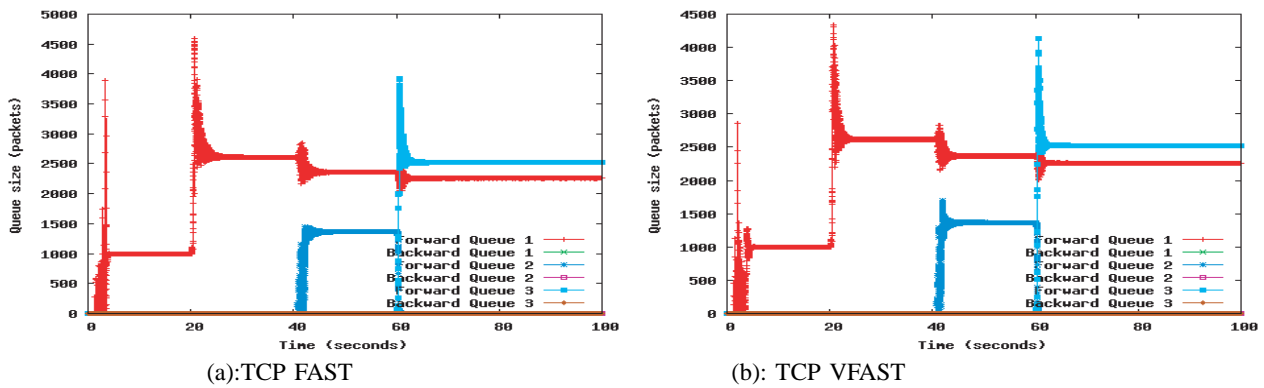 5000
4500
4000
3500
3000
2500
2000
1500
1000
500
0
Queue size (packets)
0 20 40 60 80 100
Time (seconds)
Forward Queue 1
Backward Queue 1
Forward Queue 2
Backward Queue 2
Forward Queue 3
Backward Queue 3
(a):TCP FAST
4500
4000
3500
3000
2500
2000
1500
1000
500
0
Queue size (packets)
0 20 40 60 80 100
Time (seconds)
Forward Queue 1
Backward Queue 1
Forward Queue 2
Backward Queue 2
Forward Queue 3
Backward Queue 3
(b): TCP VFAST